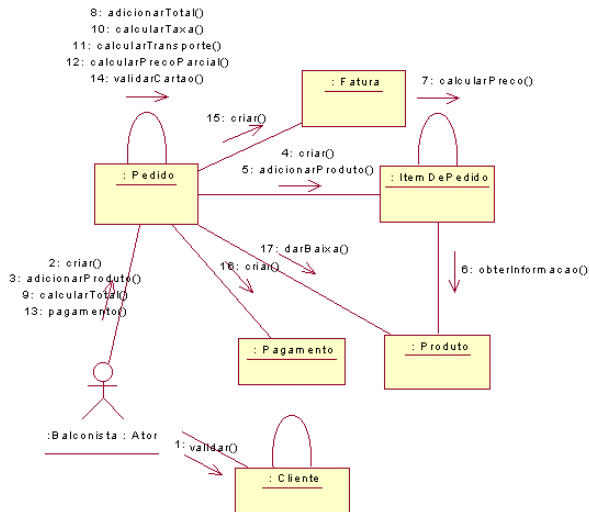 8: adicionarTotal()
10: calcularTaxa()
11: calcularTransporte()
12: calcularPrecoParcial()
14: validarCartao()
: Fatura
7: calcularPreco()
15: criar()
4: criar()
5: adicionarProduto()
: Pedido
: ItemDePedido
17: darBaixa()
16: criar()
2: criar()
3: adicionarProduto()
9: calcularTotal()
13: pagamento()
6: obterInformacao()
: Pagamento
: Produto
:Balconista : Ator
1: validar()
: Cliente